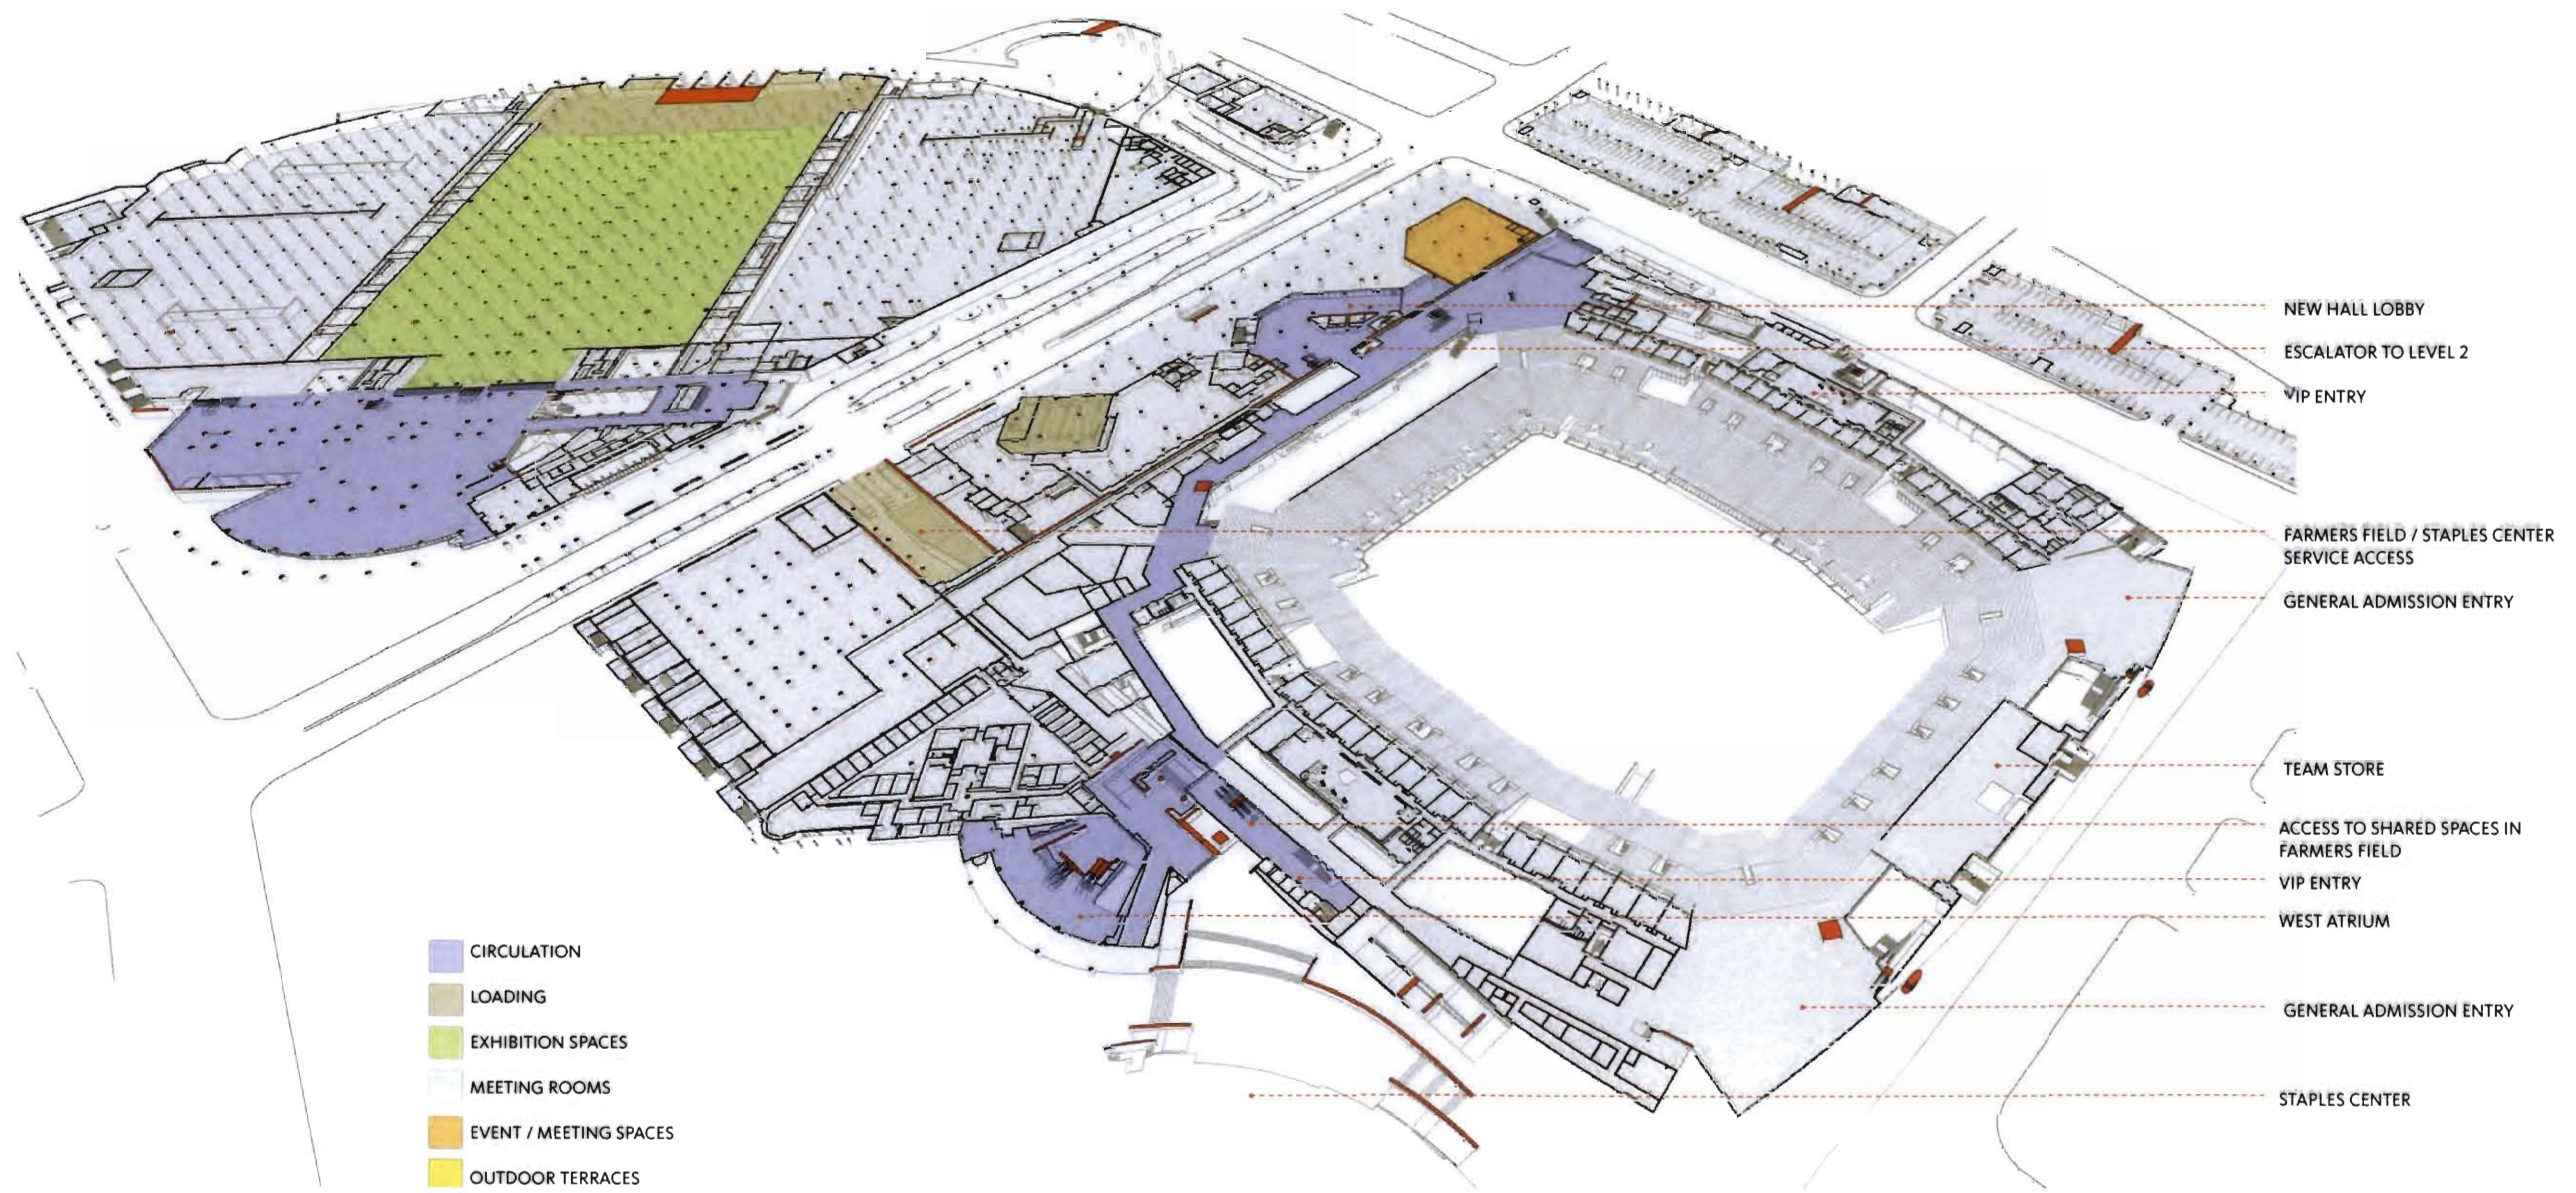 NEW HALL LOBBY
ESCALATOR TO LEVEL 2
VIP ENTRY
FARMERS FIELD / STAPLES CENTER
SERVICE ACCESS
GENERAL ADMISSION ENTRY
TEAM STORE
ACCESS TO SHARED SPACES IN
FARMERS FIELD
VIP ENTRY
WEST ATRIUM
GENERAL ADMISSION ENTRY
STAPLES CENTER
CIRCULATION
LOADING
EXHIBITION SPACES
MEETING ROOMS
EVENT / MEETING SPACES
OUTDOOR TERRACES